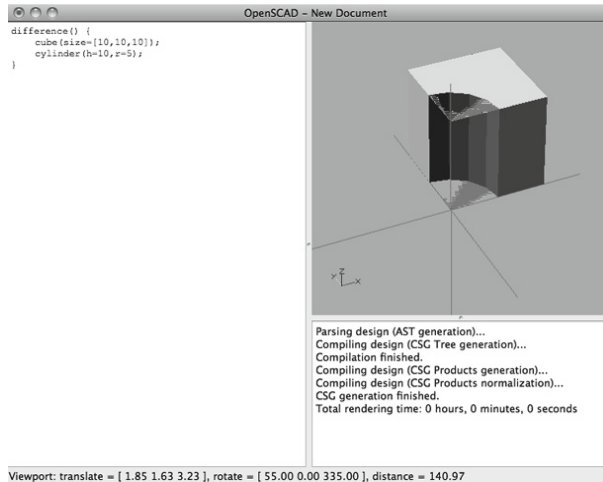 OpenSCAD – New Document
difference() {
    cube(size=[10,10,10]);
    cylinder(h=10,r=5);
}
Z
Y X
Parsing design (AST generation)...
Compiling design (CSG Tree generation)...
Compilation finished.
Compiling design (CSG Products generation)...
Compiling design (CSG Products normalization)...
CSG generation finished.
Total rendering time: 0 hours, 0 minutes, 0 seconds
Viewport: translate = [ 1.85 1.63 3.23 ], rotate = [ 55.00 0.00 335.00 ], distance = 140.97